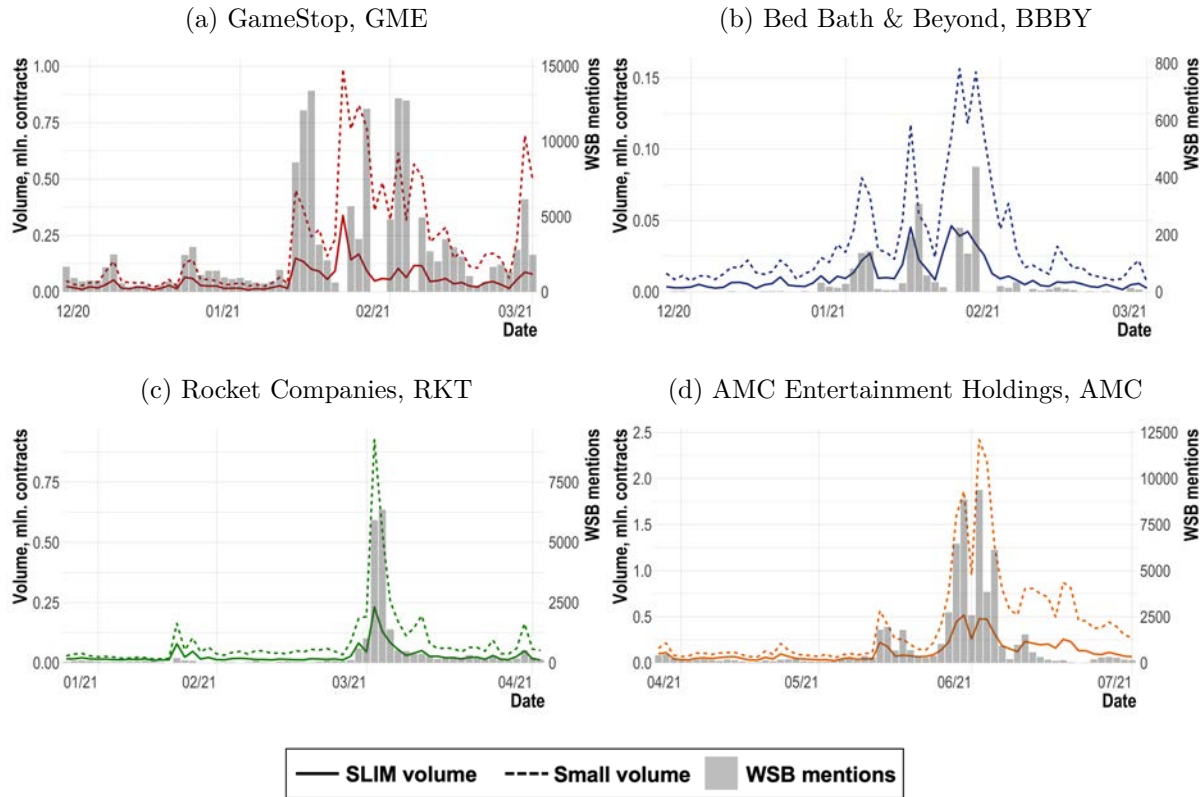 (a) GameStop, GME
(b) Bed Bath & Beyond, BBBY
Volume, mln. contracts
1.00
0.75
0.50
0.25
0.00
15000
10000
5000
0
WSB mentions
12/20
01/21
02/21
03/21
Date
Volume, mln. contracts
0.15
0.10
0.05
0.00
800
600
400
200
0
WSB mentions
12/20
01/21
02/21
03/21
Date
(c) Rocket Companies, RKT
(d) AMC Entertainment Holdings, AMC
Volume, mln. contracts
0.75
0.50
0.25
0.00
7500
5000
2500
0
WSB mentions
01/21
02/21
03/21
04/21
Date
Volume, mln. contracts
2.5
2.0
1.5
1.0
0.5
0.0
12500
10000
7500
5000
2500
0
WSB mentions
04/21
05/21
06/21
07/21
Date
SLIM volume
Small volume
WSB mentions